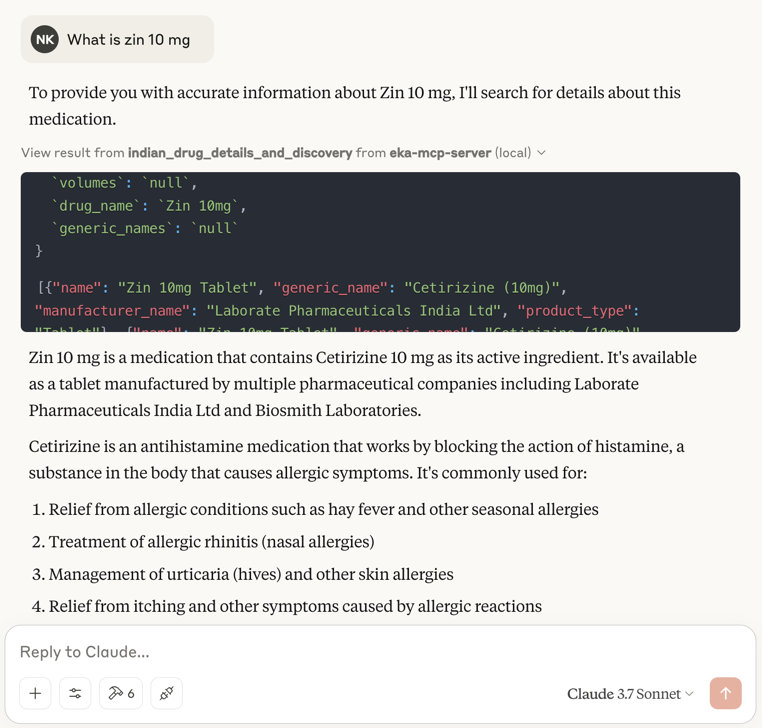 NK What is zin 10 mg
To provide you with accurate information about Zin 10 mg, I'll search for details about this
medication.
View result from indian_drug_details_and_discovery from eka-mcp-server (local)
`volumes`: `null`,
`drug_name`: `Zin 10mg`,
`generic_names`: `null`
}
[{"name": "Zin 10mg Tablet", "generic_name": "Cetirizine (10mg)",
"manufacturer_name": "Laborate Pharmaceuticals India Ltd", "product_type":
"Tablet"}, {"name": "Zin 10mg Tablet", "generic_name": "Cetirizine (10mg)",
Zin 10 mg is a medication that contains Cetirizine 10 mg as its active ingredient. It's available
as a tablet manufactured by multiple pharmaceutical companies including Laborate
Pharmaceuticals India Ltd and Biosmith Laboratories.
Cetirizine is an antihistamine medication that works by blocking the action of histamine, a
substance in the body that causes allergic symptoms. It's commonly used for:
1. Relief from allergic conditions such as hay fever and other seasonal allergies
2. Treatment of allergic rhinitis (nasal allergies)
3. Management of urticaria (hives) and other skin allergies
4. Relief from itching and other symptoms caused by allergic reactions
Reply to Claude...
6
Claude 3.7 Sonnet